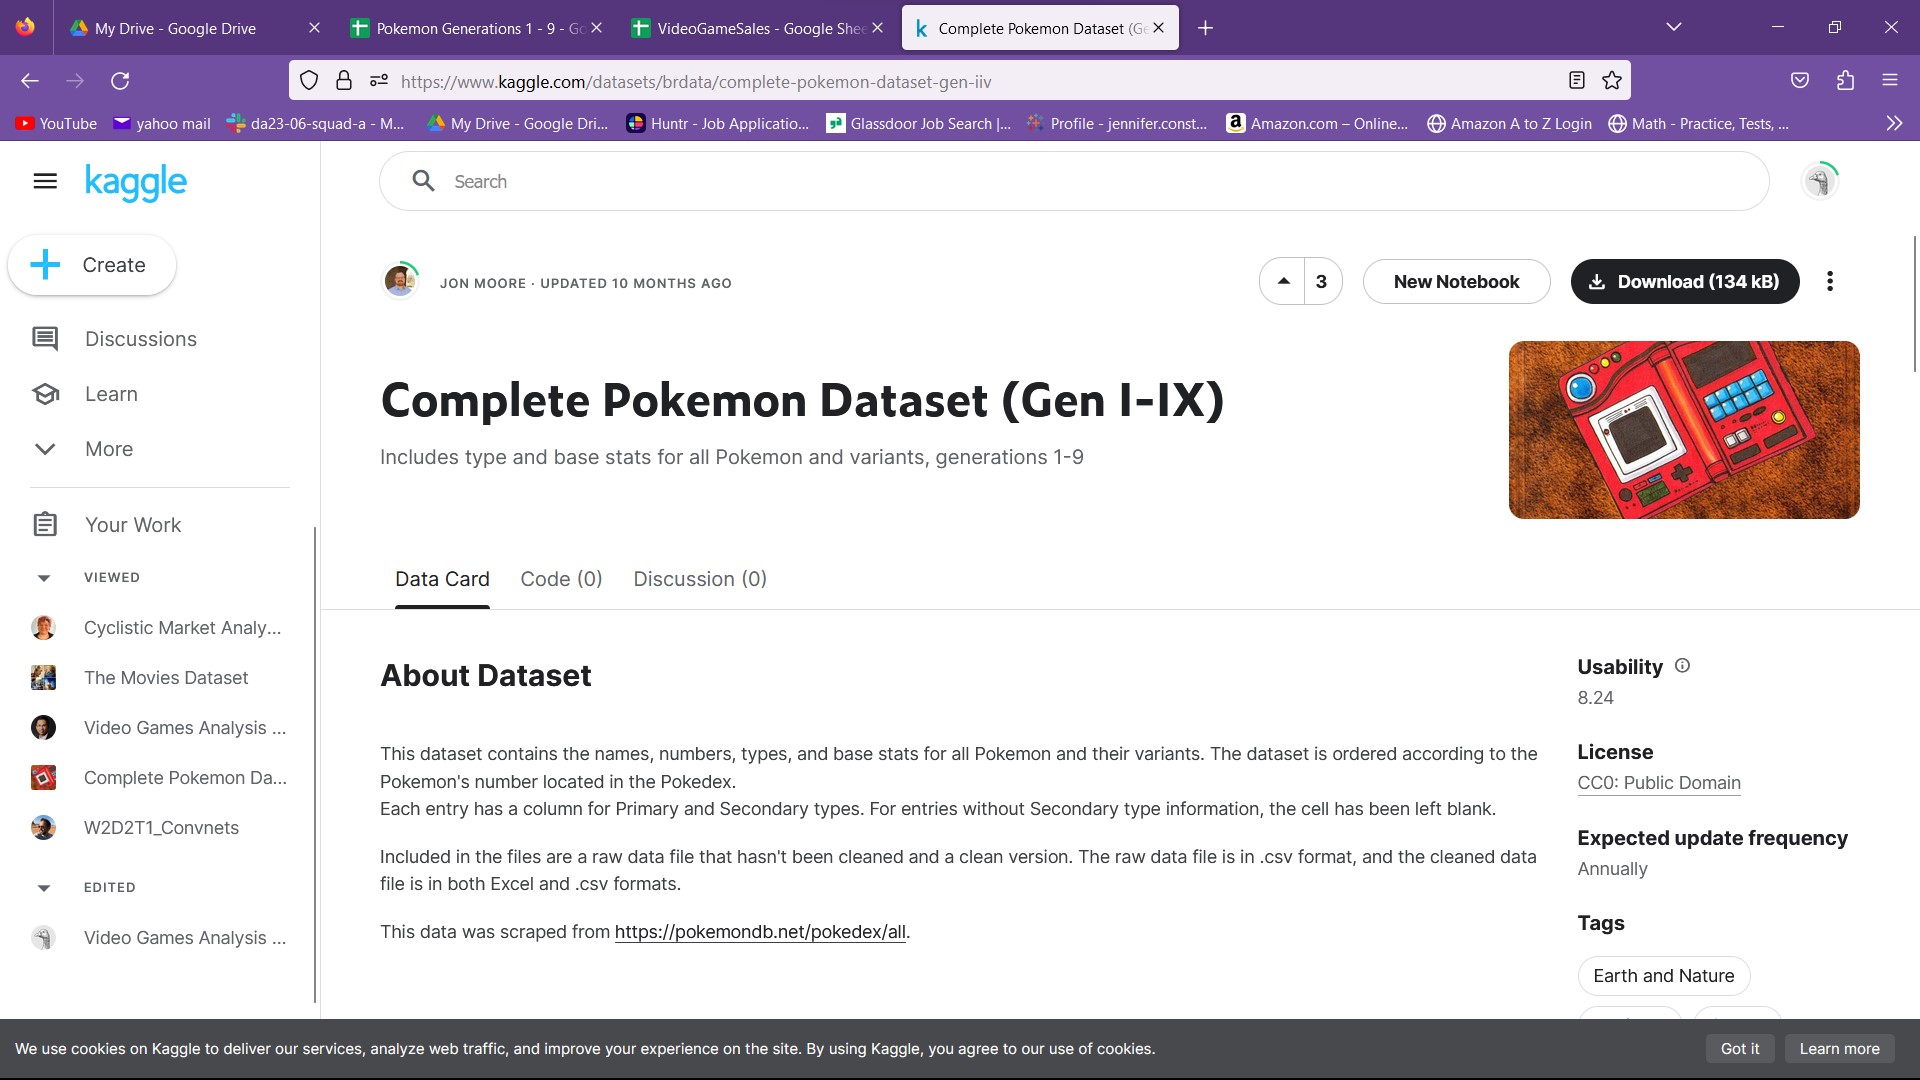 My Drive - Google Drive
Pokemon Generations 1 - 9 - Go
VideoGameSales - Google Shee
k Complete Pokemon Dataset (Ge
https://www.kaggle.com/datasets/brdata/complete-pokemon-dataset-gen-iiv
YouTube
yahoo mail
da23-06-squad-a - M...
My Drive - Google Dri...
Huntr - Job Applicatio...
Glassdoor Job Search |...
Profile - jennifer.const...
a Amazon.com – Online...
Amazon A to Z Login
Math - Practice, Tests, ...
kaggle
Search
Create
Discussions
Learn
More
Your Work
VIEWED
Cyclistic Market Analy...
The Movies Dataset
Video Games Analysis ...
Complete Pokemon Da...
W2D2T1_Convnets
EDITED
Video Games Analysis ...
JON MOORE · UPDATED 10 MONTHS AGO
3
New Notebook
Download (134 kB)
Complete Pokemon Dataset (Gen I-IX)
Includes type and base stats for all Pokemon and variants, generations 1-9
Data Card
Code (0)
Discussion (0)
About Dataset
This dataset contains the names, numbers, types, and base stats for all Pokemon and their variants. The dataset is ordered according to the
Pokemon's number located in the Pokedex.
Each entry has a column for Primary and Secondary types. For entries without Secondary type information, the cell has been left blank.
Included in the files are a raw data file that hasn't been cleaned and a clean version. The raw data file is in .csv format, and the cleaned data
file is in both Excel and .csv formats.
This data was scraped from https://pokemondb.net/pokedex/all.
Usability
8.24
License
CC0: Public Domain
Expected update frequency
Annually
Tags
Earth and Nature
We use cookies on Kaggle to deliver our services, analyze web traffic, and improve your experience on the site. By using Kaggle, you agree to our use of cookies.
Got it
Learn more